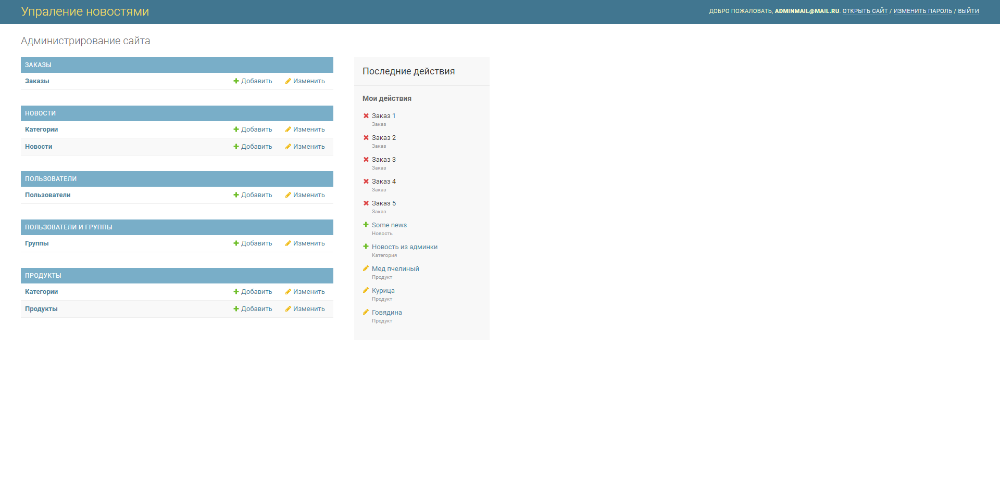 Упраление новостями
ДОБРО ПОЖАЛОВАТЬ, ADMINMAIL@MAIL.RU. ОТКРЫТЬ САЙТ / ИЗМЕНИТЬ ПАРОЛЬ / ВЫЙТИ
Администрирование сайта
ЗАКАЗЫ
Заказы Добавить Изменить
НОВОСТИ
Категории Добавить Изменить
Новости Добавить Изменить
ПОЛЬЗОВАТЕЛИ
Пользователи Добавить Изменить
ПОЛЬЗОВАТЕЛИ И ГРУППЫ
Группы Добавить Изменить
ПРОДУКТЫ
Категории Добавить Изменить
Продукты Добавить Изменить
Последние действия
Мои действия
Заказ 1
Заказ
Заказ 2
Заказ
Заказ 3
Заказ
Заказ 4
Заказ
Заказ 5
Заказ
Some news
Новость
Новость из админки
Категория
Мед пчелиный
Продукт
Курица
Продукт
Говядина
Продукт